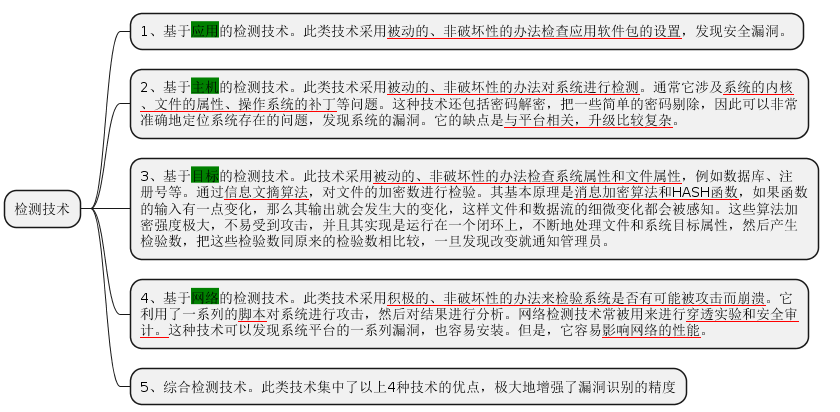 检测技术
1、基于应用的检测技术。此类技术采用被动的、非破坏性的办法检查应用软件包的设置，发现安全漏洞。
2、基于主机的检测技术。此类技术采用被动的、非破坏性的办法对系统进行检测。通常它涉及系统的内核
、文件的属性、操作系统的补丁等问题。这种技术还包括密码解密，把一些简单的密码剔除，因此可以非常
准确地定位系统存在的问题，发现系统的漏洞。它的缺点是与平台相关，升级比较复杂。
3、基于目标的检测技术。此技术采用被动的、非破坏性的办法检查系统属性和文件属性，例如数据库、注
册号等。通过信息文摘算法，对文件的加密数进行检验。其基本原理是消息加密算法和HASH函数，如果函数
的输入有一点变化，那么其输出就会发生大的变化，这样文件和数据流的细微变化都会被感知。这些算法加
密强度极大，不易受到攻击，并且其实现是运行在一个闭环上，不断地处理文件和系统目标属性，然后产生
检验数，把这些检验数同原来的检验数相比较，一旦发现改变就通知管理员。
4、基于网络的检测技术。此类技术采用积极的、非破坏性的办法来检验系统是否有可能被攻击而崩溃。它
利用了一系列的脚本对系统进行攻击，然后对结果进行分析。网络检测技术常被用来进行穿透实验和安全审
计。这种技术可以发现系统平台的一系列漏洞，也容易安装。但是，它容易影响网络的性能。
5、综合检测技术。此类技术集中了以上4种技术的优点，极大地增强了漏洞识别的精度